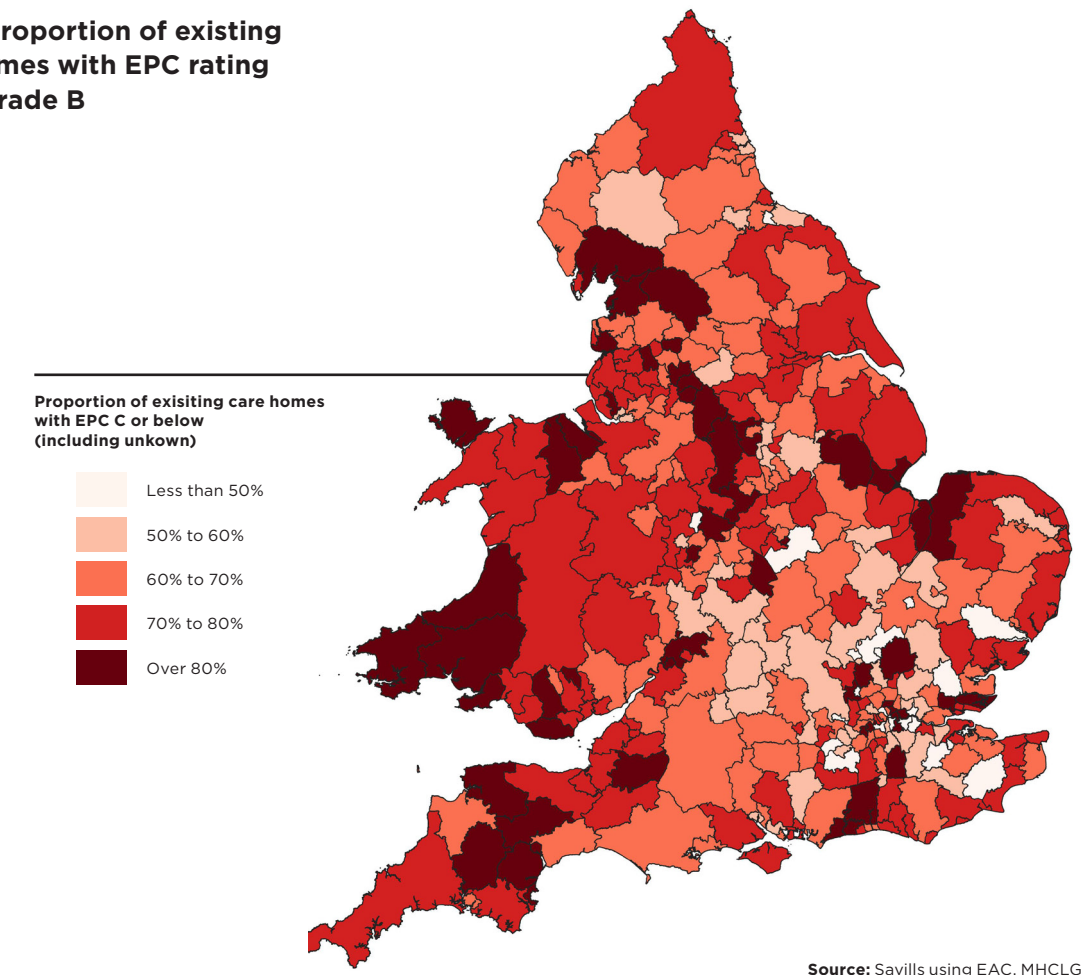 roportion of existing
mes with EPC rating
rade B
Proportion of exisiting care homes
with EPC C or below
(including unkown)
Less than 50%
50% to 60%
60% to 70%
70% to 80%
Over 80%
Source: Savills using EAC, MHCLG